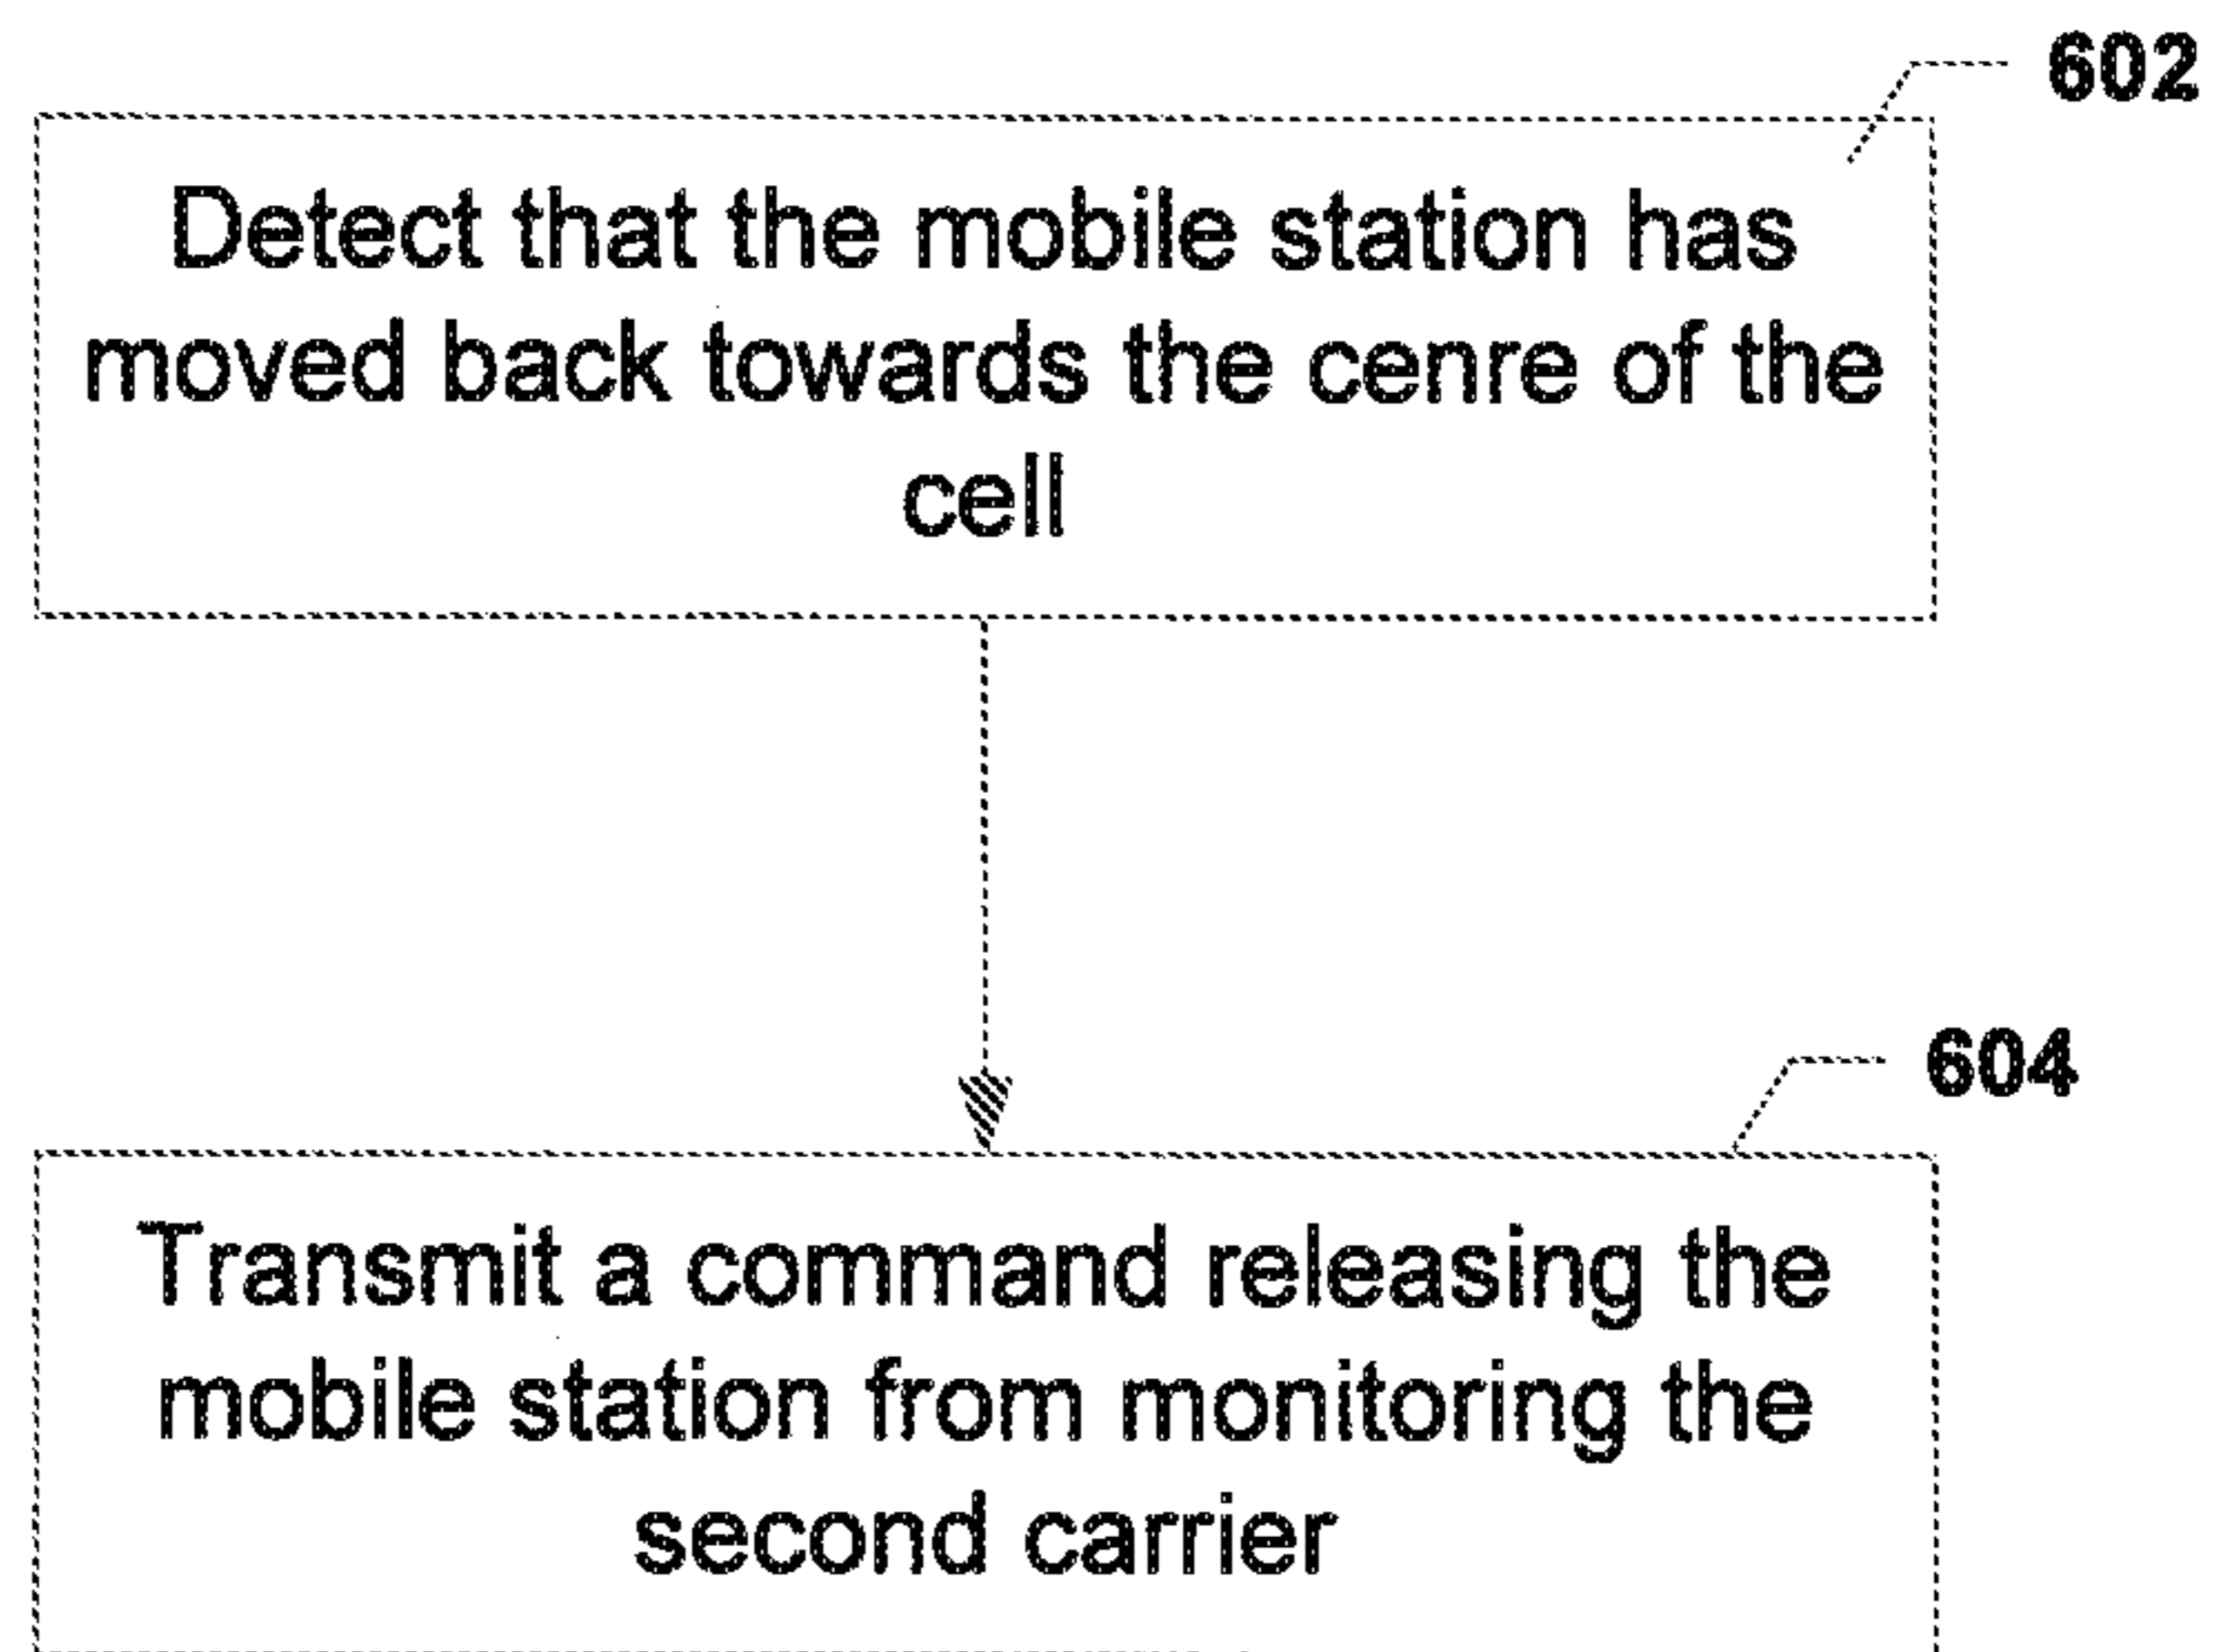 602
Detect that the mobile station has
moved back towards the cenre of the
cell
604
Transmit a command releasing the
mobile station from monitoring the
second carrier